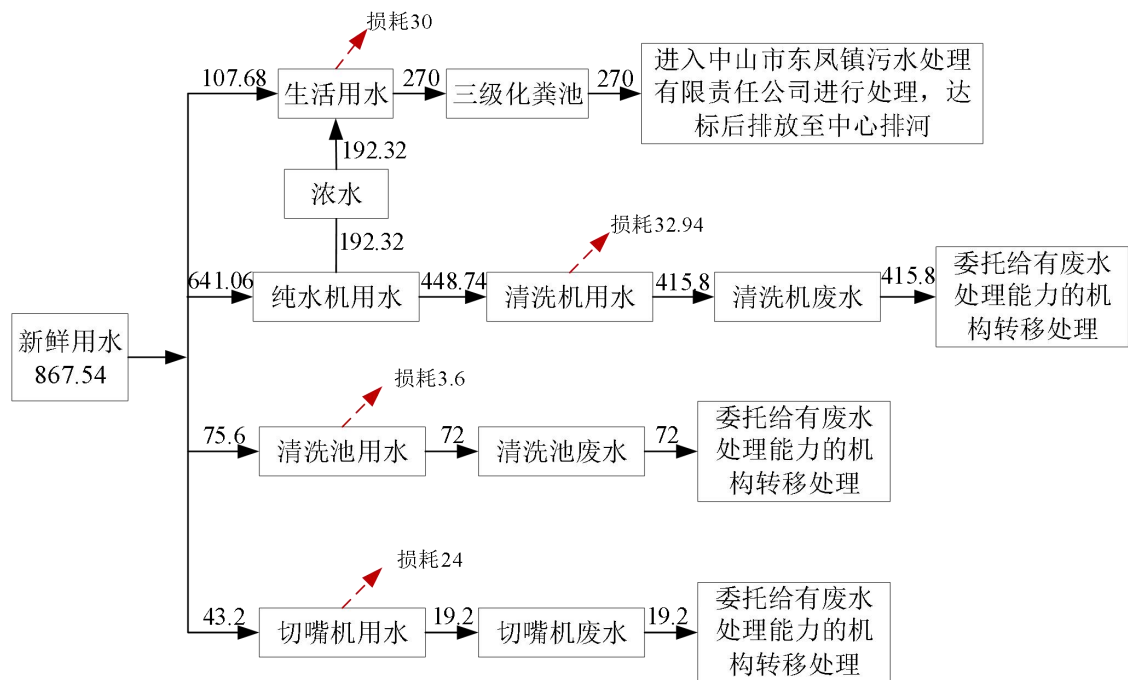 损耗30
107.68
生活用水
270
三级化粪池
270
进入中山市东凤镇污水处理
有限责任公司进行处理，达
标后排放至中心排河
192.32
浓水
192.32
损耗32.94
641.06
纯水机用水
448.74
清洗机用水
415.8
清洗机废水
415.8
委托给有废水
处理能力的机
构转移处理
新鲜用水
867.54
损耗3.6
75.6
清洗池用水
72
清洗池废水
72
委托给有废水
处理能力的机
构转移处理
损耗24
43.2
切嘴机用水
19.2
切嘴机废水
19.2
委托给有废水
处理能力的机
构转移处理